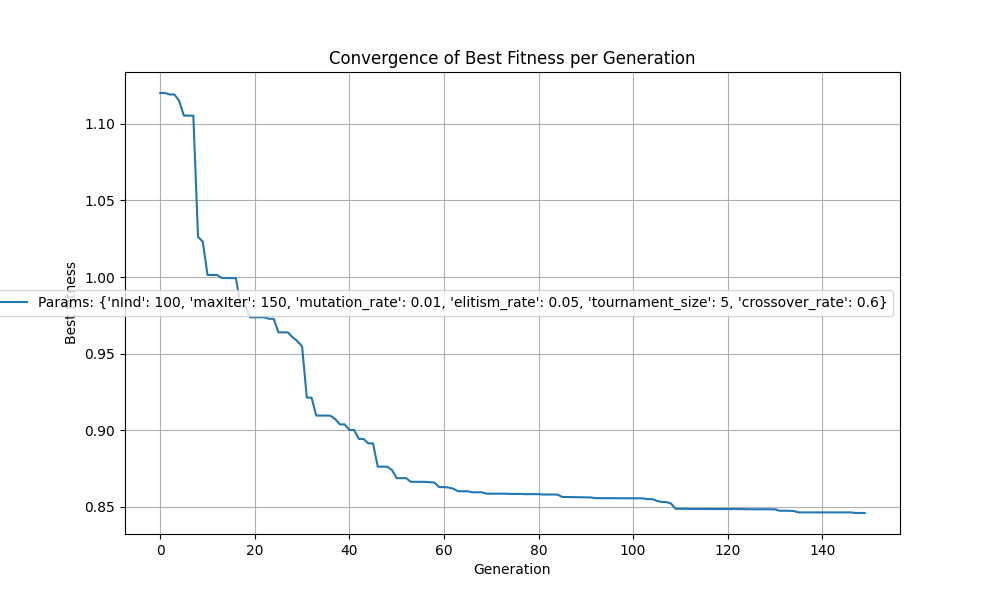 Convergence of Best Fitness per Generation
1.10
1.05
1.00
0.95
0.90
0.85
Best
ness
Params: {'nInd': 100, 'maxIter': 150, 'mutation_rate': 0.01, 'elitism_rate': 0.05, 'tournament_size': 5, 'crossover_rate': 0.6}
0 20 40 60 80 100 120 140
Generation